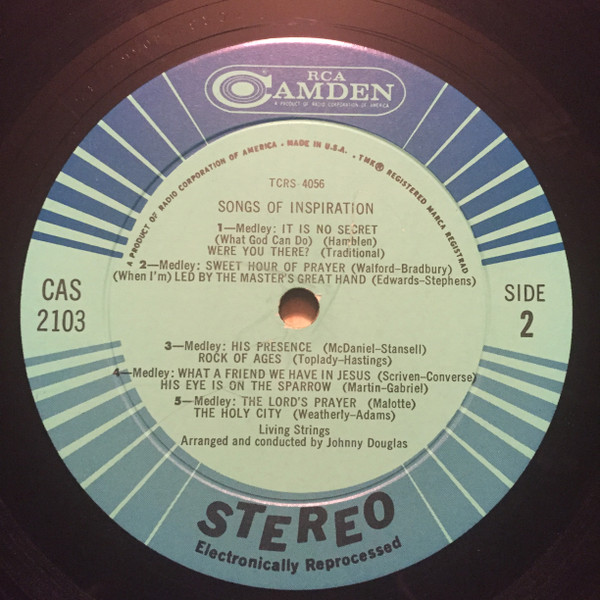 RCA
CAMDEN
A PRODUCT OF RADIO CORPORATION OF AMERICA
A PRODUCT OF RADIO CORPORATION OF AMERICA • MADE IN U.S.A. • TMK® REGISTERED MARCA REGISTRAD
TCRS-4056
SONGS OF INSPIRATION
1—Medley: IT IS NO SECRET
(What God Can Do) (Hamblen)
WERE YOU THERE? (Traditional)
2—Medley: SWEET HOUR OF PRAYER (Walford-Bradbury)
(When I'm) LED BY THE MASTER'S GREAT HAND (Edwards-Stephens)
CAS
2103
SIDE
2
3—Medley: HIS PRESENCE (McDaniel-Stansell)
ROCK OF AGES (Toplady-Hastings)
4—Medley: WHAT A FRIEND WE HAVE IN JESUS (Scriven-Converse)
HIS EYE IS ON THE SPARROW (Martin-Gabriel)
5—Medley: THE LORD'S PRAYER (Malotte)
THE HOLY CITY (Weatherly-Adams)
Living Strings
Arranged and conducted by Johnny Douglas
STEREO
Electronically Reprocessed